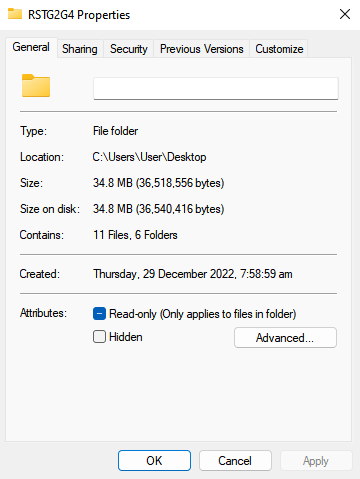 RSTG2G4 Properties
General Sharing Security Previous Versions Customize
Type: File folder
Location: C:\Users\User\Desktop
Size: 34.8 MB (36,518,556 bytes)
Size on disk: 34.8 MB (36,540,416 bytes)
Contains: 11 Files, 6 Folders
Created: Thursday, 29 December 2022, 7:58:59 am
Attributes: Read-only (Only applies to files in folder)
Hidden Advanced...
OK Cancel Apply